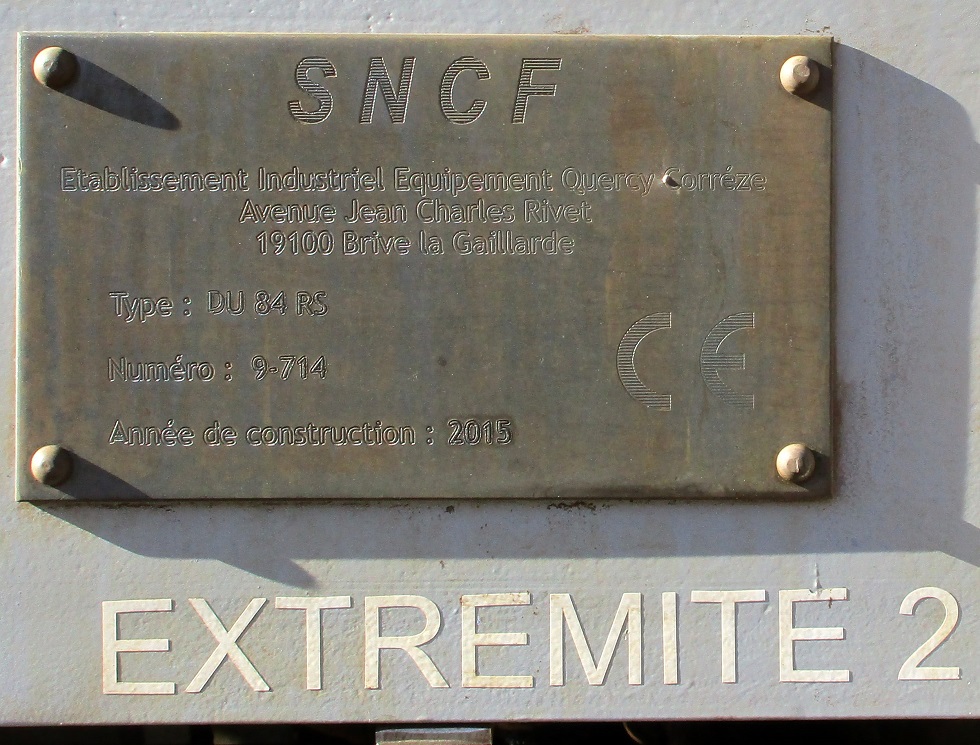 SNCF
Etablissement Industriel Equipement Quercy Corréze
Avenue Jean Charles Rivet
19100 Brive la Gaillarde
Type : DU 84 RS
Numéro : 9-714
Année de construction : 2015
CE
EXTREMITE 2